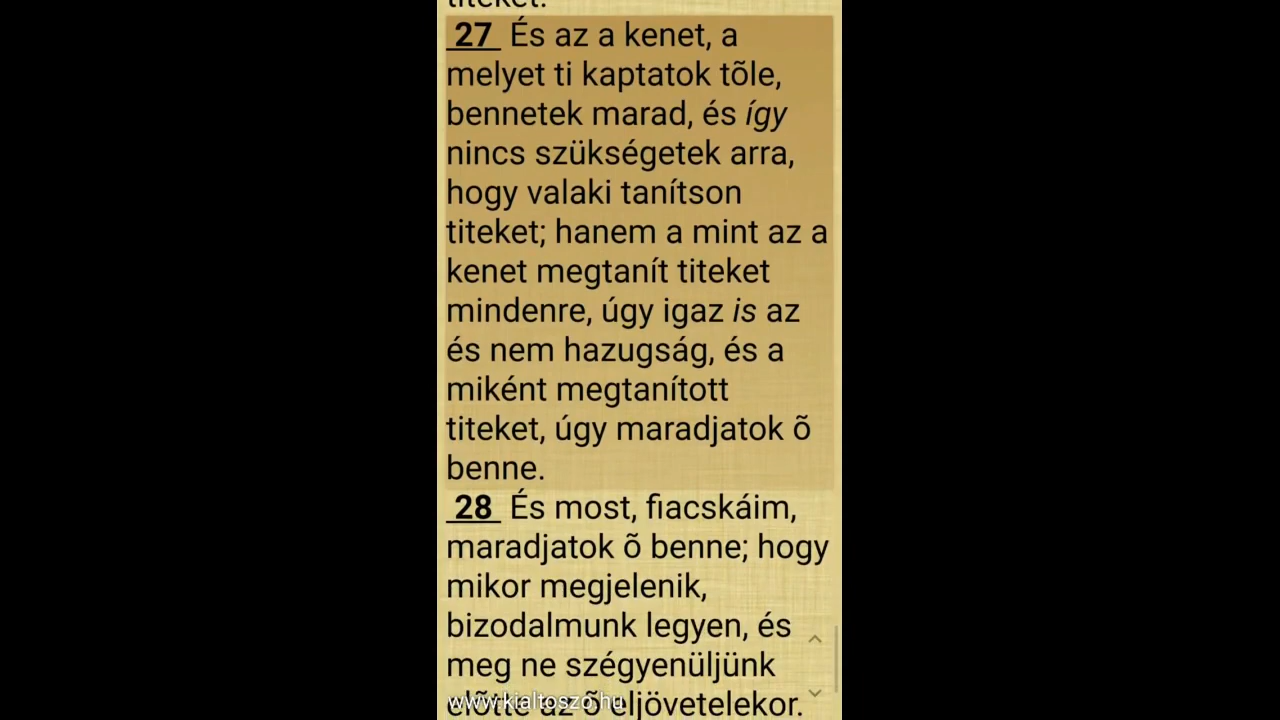 titeket.
27 És az a kenet, a
melyet ti kaptatok tõle,
bennetek marad, és így
nincs szükségetek arra,
hogy valaki tanítson
titeket; hanem a mint az a
kenet megtanít titeket
mindenre, úgy igaz is az
és nem hazugság, és a
miként megtanított
titeket, úgy maradjatok õ
benne.
28 És most, fiacskáim,
maradjatok õ benne; hogy
mikor megjelenik,
bizodalmunk legyen, és
meg ne szégyenüljünk
elõtte az õ eljövetelekor.
www.kialtoszo.hu